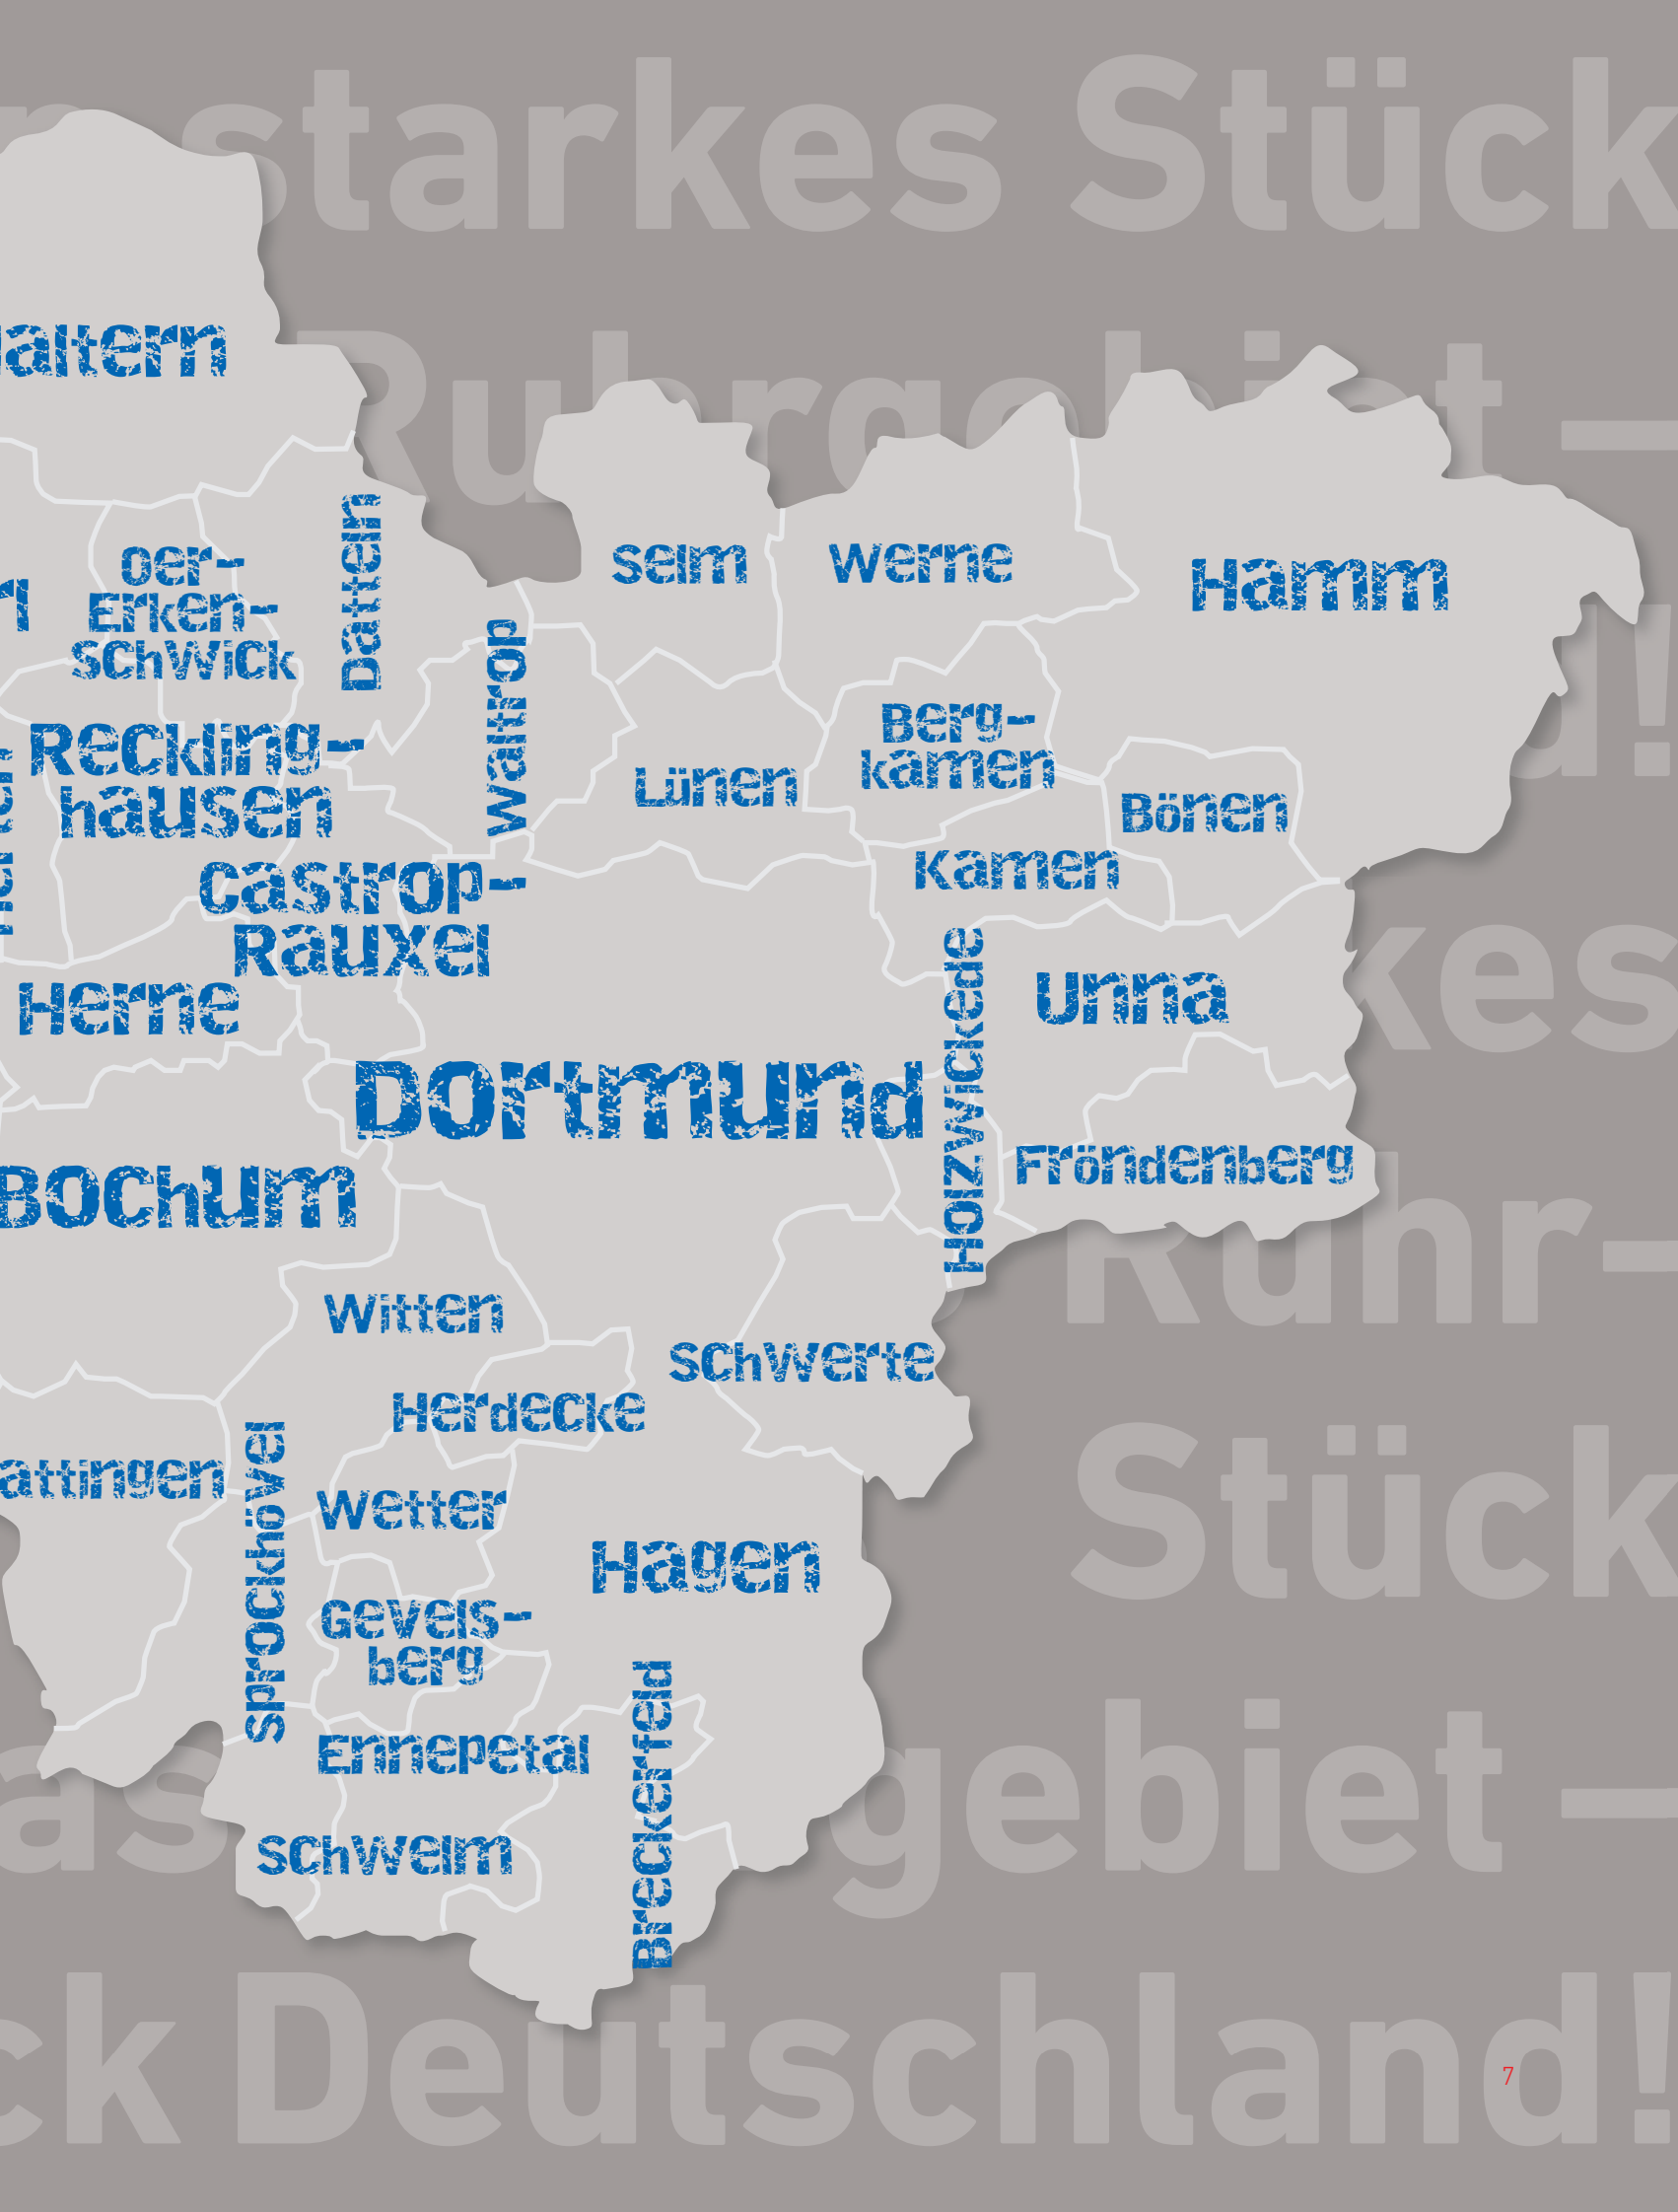 starkes Stück
Ruhrgebiet –
d!
kes
Ruhr-
Stück
as gebiet –
ck Deutschland!
altern
Selm
Werne
Hamm
Datteln
Oer-
Erken-
schwick
Waltrop
Berg-
kamen
Reckling-
hausen
Lünen
Bönen
Kamen
Castrop-
Rauxel
Herne
Unna
Holzwickede
Dortmund
Fröndenberg
Bochum
Witten
Schwerte
Herdecke
attingen
Sprockhövel
Wetter
Hagen
Gevels-
berg
Ennepetal
Breckerfeld
Schwelm
7